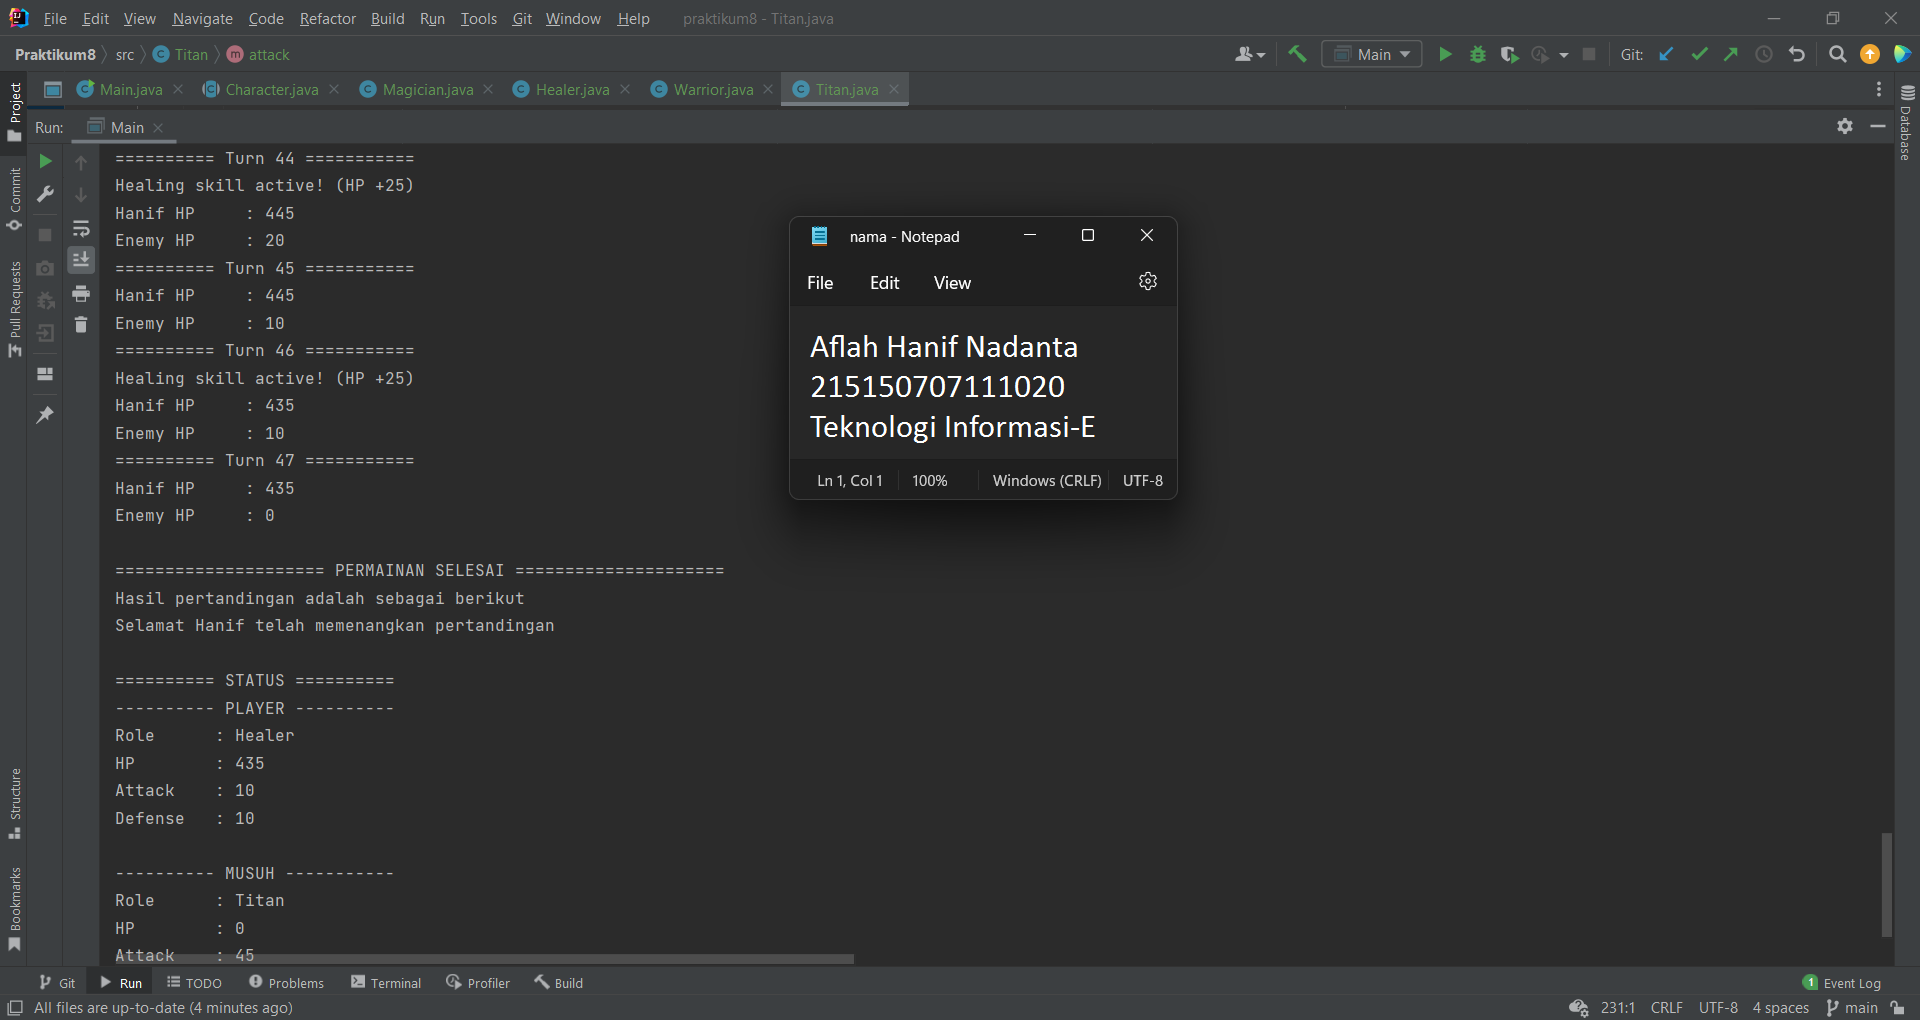 File Edit View Navigate Code Refactor Build Run Tools Git Window Help praktikum8 - Titan.java
Praktikum8 src Titan attack Main Git:
Main.java Character.java Magician.java Healer.java Warrior.java Titan.java
Run: Main
Project
Commit
Pull Requests
Structure
Bookmarks
Database
========== Turn 44 ===========
Healing skill active! (HP +25)
Hanif HP : 445
Enemy HP : 20
========== Turn 45 ===========
Hanif HP : 445
Enemy HP : 10
========== Turn 46 ===========
Healing skill active! (HP +25)
Hanif HP : 435
Enemy HP : 10
========== Turn 47 ===========
Hanif HP : 435
Enemy HP : 0
===================== PERMAINAN SELESAI =====================
Hasil pertandingan adalah sebagai berikut
Selamat Hanif telah memenangkan pertandingan
========== STATUS ==========
---------- PLAYER ----------
Role : Healer
HP : 435
Attack : 10
Defense : 10
---------- MUSUH -----------
Role : Titan
HP : 0
Attack : 45
nama - Notepad
File Edit View
Aflah Hanif Nadanta
215150707111020
Teknologi Informasi-E
Ln 1, Col 1 100% Windows (CRLF) UTF-8
Git Run TODO Problems Terminal Profiler Build 1 Event Log
All files are up-to-date (4 minutes ago) 231:1 CRLF UTF-8 4 spaces main